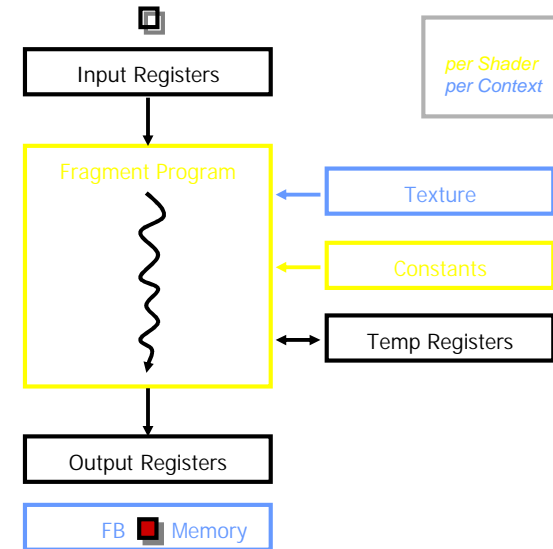 Input Registers
per Shader
per Context
Fragment Program
Texture
Constants
Temp Registers
Output Registers
FB Memory